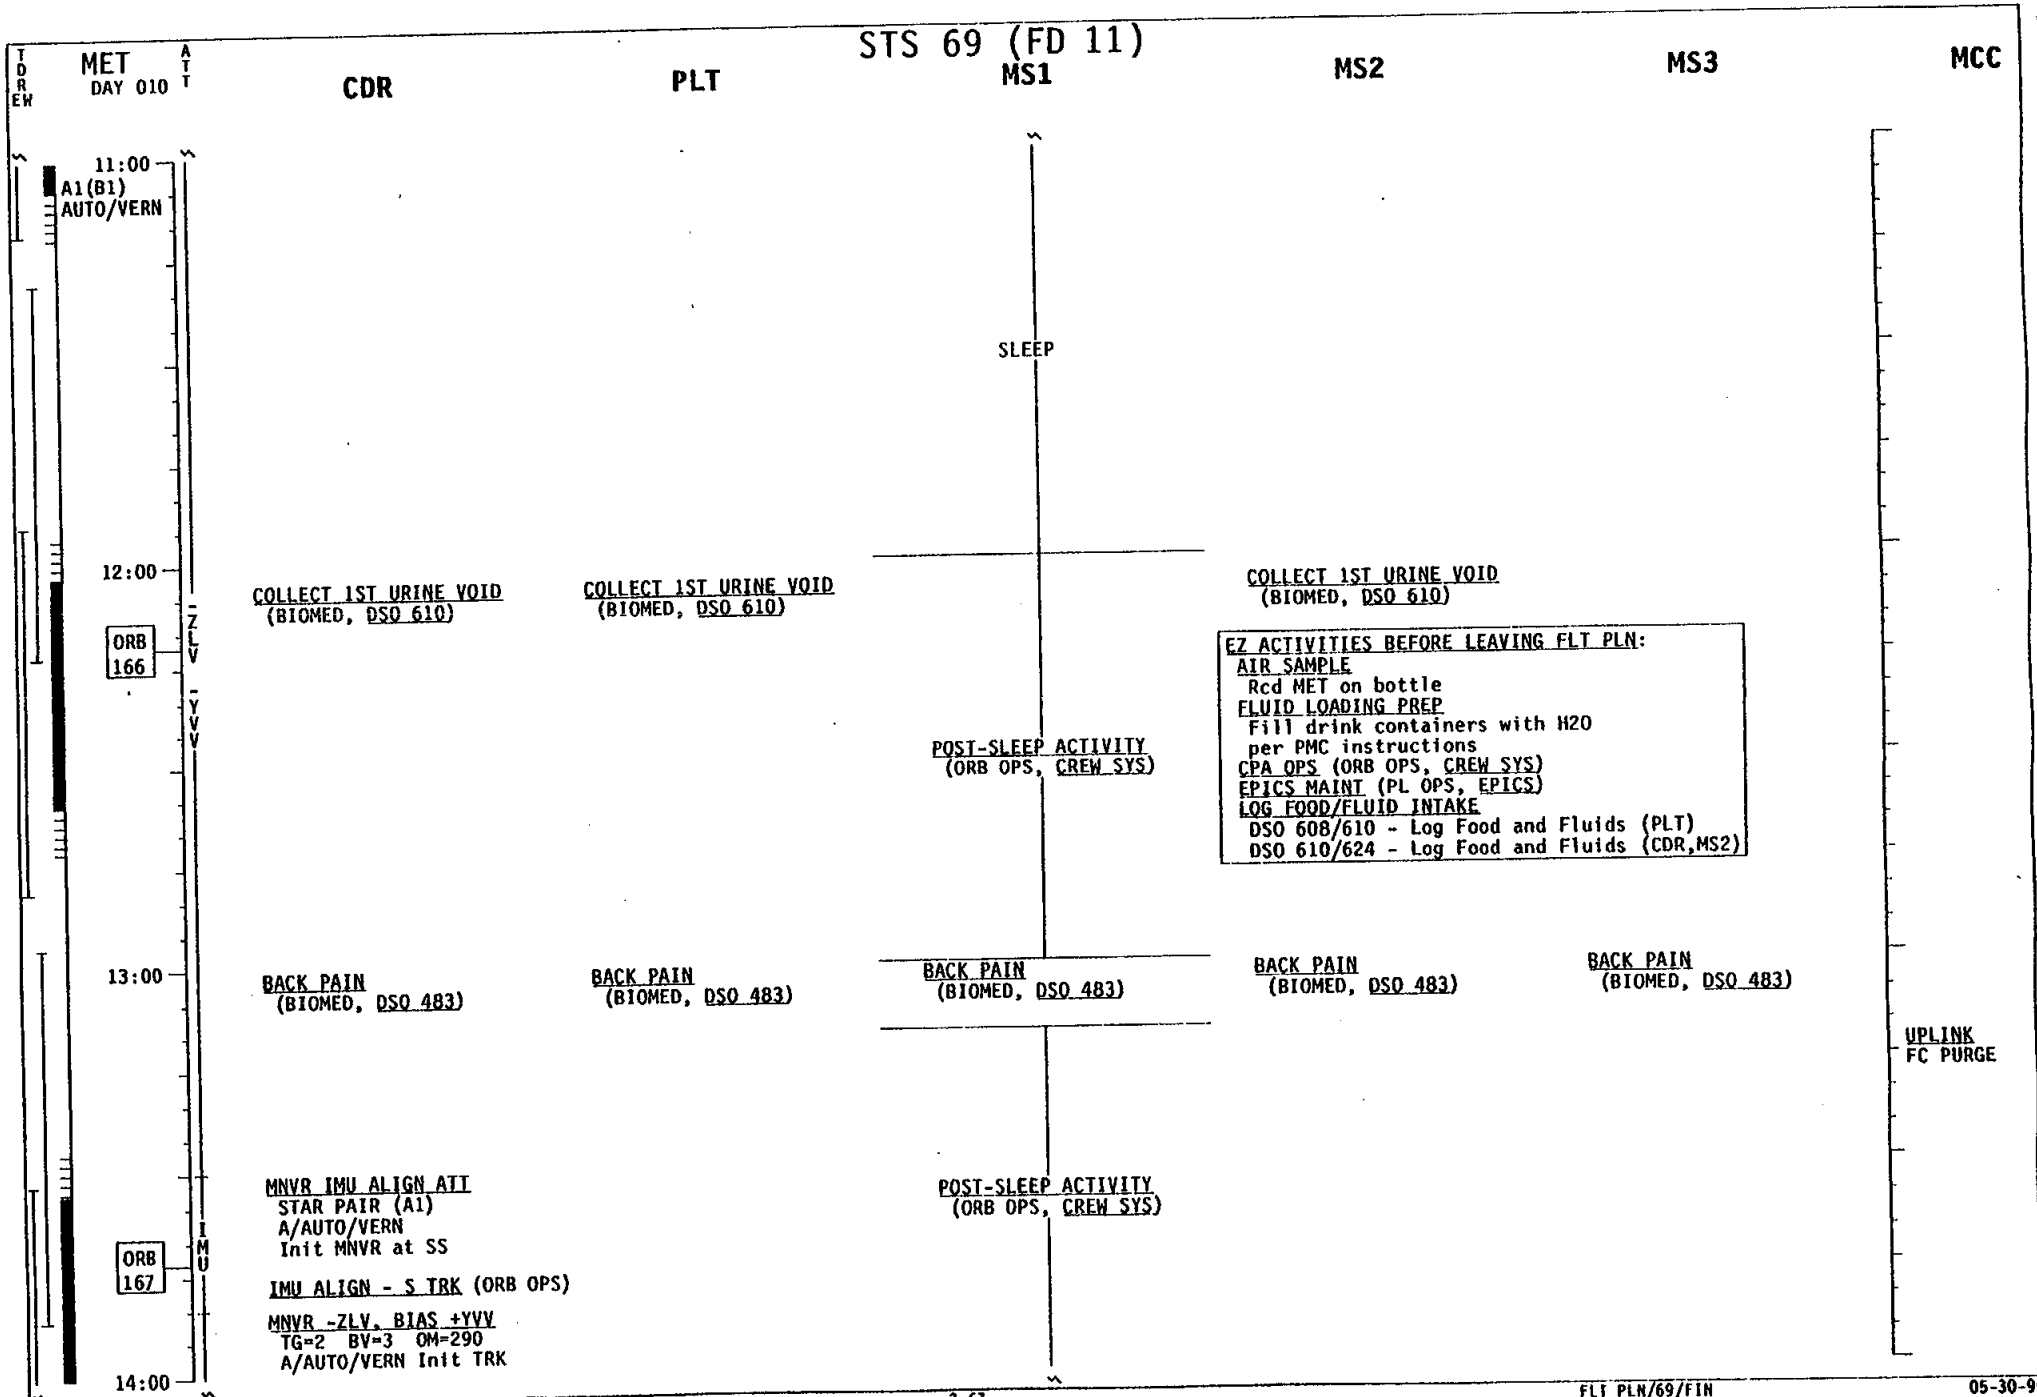 STS 69 (FD 11)
TDR
EW
MET
DAY 010
ATT
CDR
PLT
MS1
MS2
MS3
MCC
11:00
A1(B1)
AUTO/VERN
SLEEP
12:00
COLLECT 1ST URINE VOID
(BIOMED, DSO 610)
COLLECT 1ST URINE VOID
(BIOMED, DSO 610)
COLLECT 1ST URINE VOID
(BIOMED, DSO 610)
ORB
166
-ZLV
-YVV
EZ ACTIVITIES BEFORE LEAVING FLT PLN:
AIR SAMPLE
Rcd MET on bottle
FLUID LOADING PREP
Fill drink containers with H2O
per PMC instructions
CPA OPS (ORB OPS, CREW SYS)
EPICS MAINT (PL OPS, EPICS)
LOG FOOD/FLUID INTAKE
DSO 608/610 - Log Food and Fluids (PLT)
DSO 610/624 - Log Food and Fluids (CDR,MS2)
POST-SLEEP ACTIVITY
(ORB OPS, CREW SYS)
13:00
BACK PAIN
(BIOMED, DSO 483)
BACK PAIN
(BIOMED, DSO 483)
BACK PAIN
(BIOMED, DSO 483)
BACK PAIN
(BIOMED, DSO 483)
BACK PAIN
(BIOMED, DSO 483)
UPLINK
FC PURGE
MNVR IMU ALIGN ATT
STAR PAIR (A1)
A/AUTO/VERN
Init MNVR at SS
POST-SLEEP ACTIVITY
(ORB OPS, CREW SYS)
IMU
ORB
167
IMU ALIGN - S TRK (ORB OPS)
MNVR -ZLV, BIAS +YVV
TG=2 BV=3 OM=290
A/AUTO/VERN Init TRK
14:00
FLT PLN/69/FIN
05-30-9